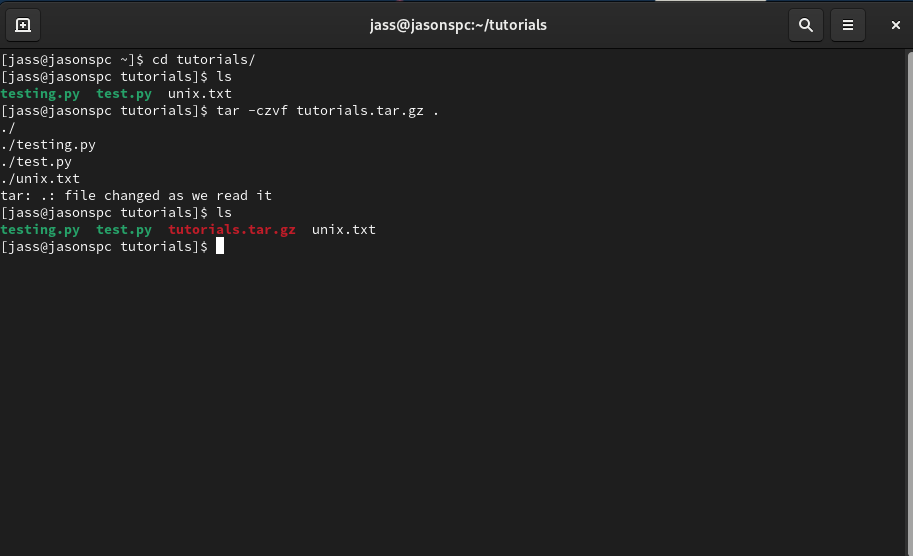 jass@jasonspc:~/tutorials
[jass@jasonspc ~]$ cd tutorials/
[jass@jasonspc tutorials]$ ls
testing.py  test.py  unix.txt
[jass@jasonspc tutorials]$ tar -czvf tutorials.tar.gz .
./
./testing.py
./test.py
./unix.txt
tar: .: file changed as we read it
[jass@jasonspc tutorials]$ ls
testing.py  test.py  tutorials.tar.gz  unix.txt
[jass@jasonspc tutorials]$